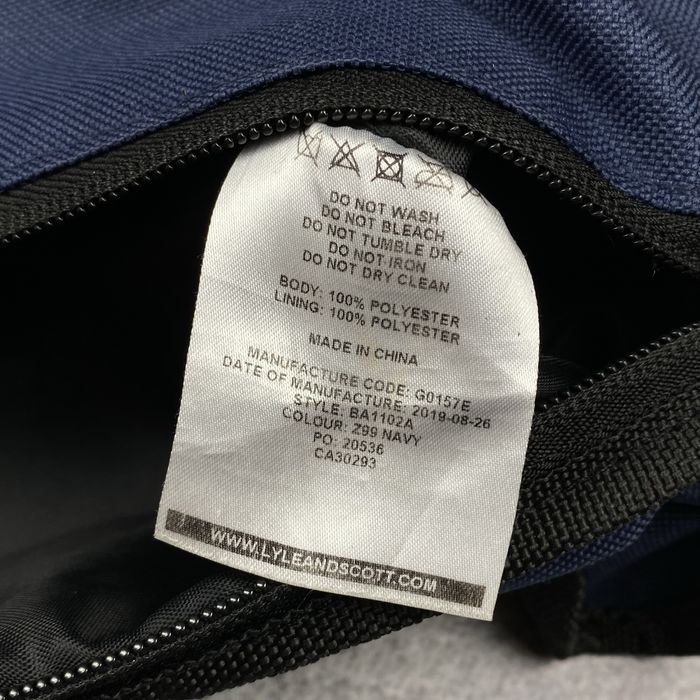 DO NOT WASH
DO NOT BLEACH
DO NOT TUMBLE DRY
DO NOT IRON
DO NOT DRY CLEAN
BODY: 100% POLYESTER
LINING: 100% POLYESTER
MADE IN CHINA
MANUFACTURE CODE: G0157E
DATE OF MANUFACTURE: 2019-08-26
STYLE: BA1102A
COLOUR: Z99 NAVY
PO: 20536
CA30293
WWW.LYLEANDSCOTT.COM